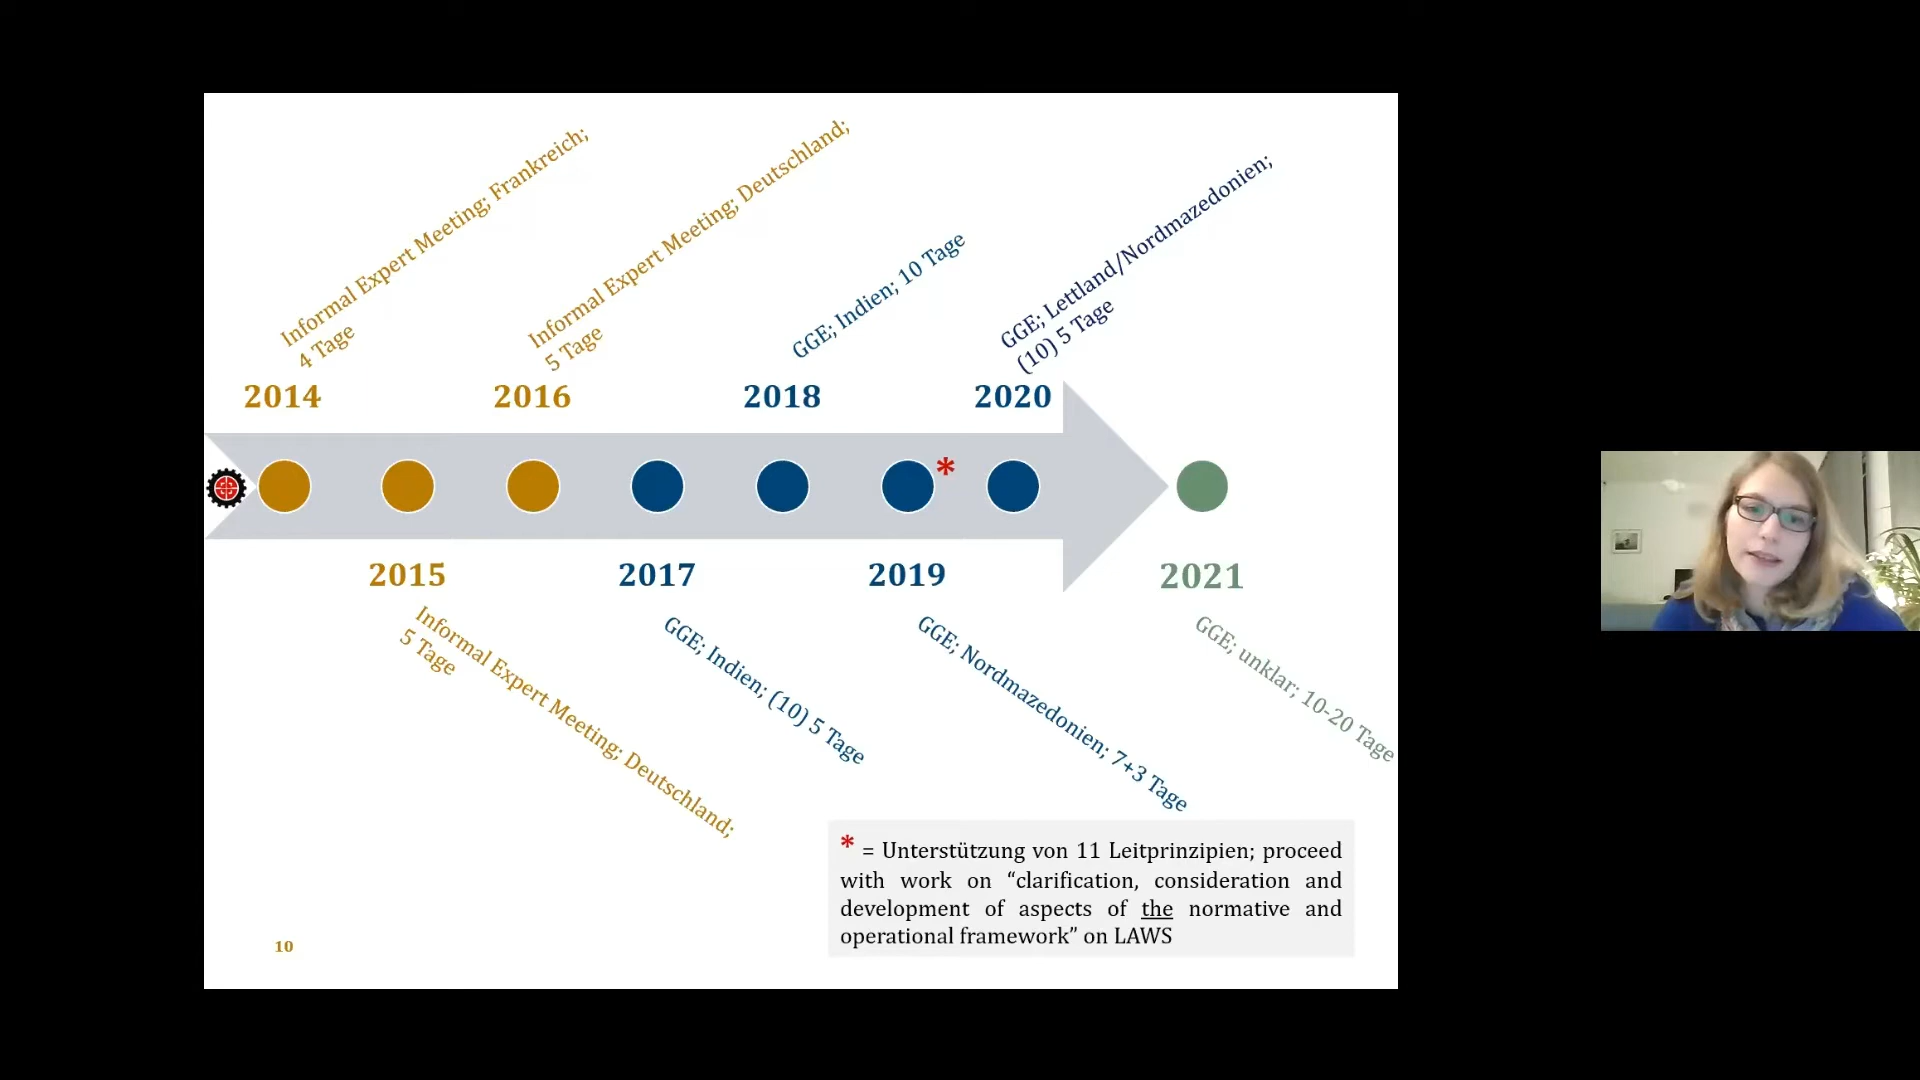 Informal Expert Meeting; Frankreich;
4 Tage
2014
Informal Expert Meeting; Deutschland;
5 Tage
2016
GGE; Indien; 10 Tage
2018
GGE; Lettland/Nordmazedonien;
(10) 5 Tage
2020
*
2015
Informal Expert Meeting; Deutschland;
5 Tage
2017
GGE; Indien; (10) 5 Tage
2019
GGE; Nordmazedonien; 7+3 Tage
2021
GGE; unklar; 10-20 Tage
* = Unterstützung von 11 Leitprinzipien; proceed
with work on “clarification, consideration and
development of aspects of the normative and
operational framework” on LAWS
10